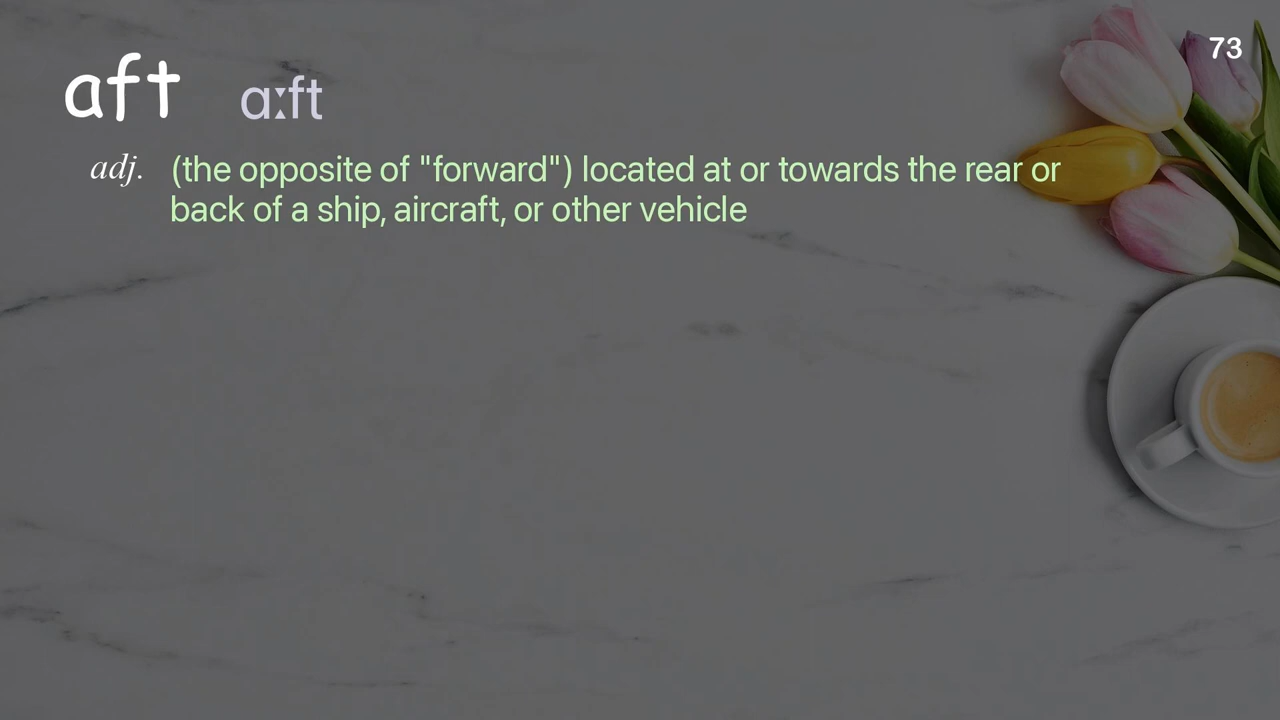 73
aft ɑːft
adj. (the opposite of "forward") located at or towards the rear or
back of a ship, aircraft, or other vehicle